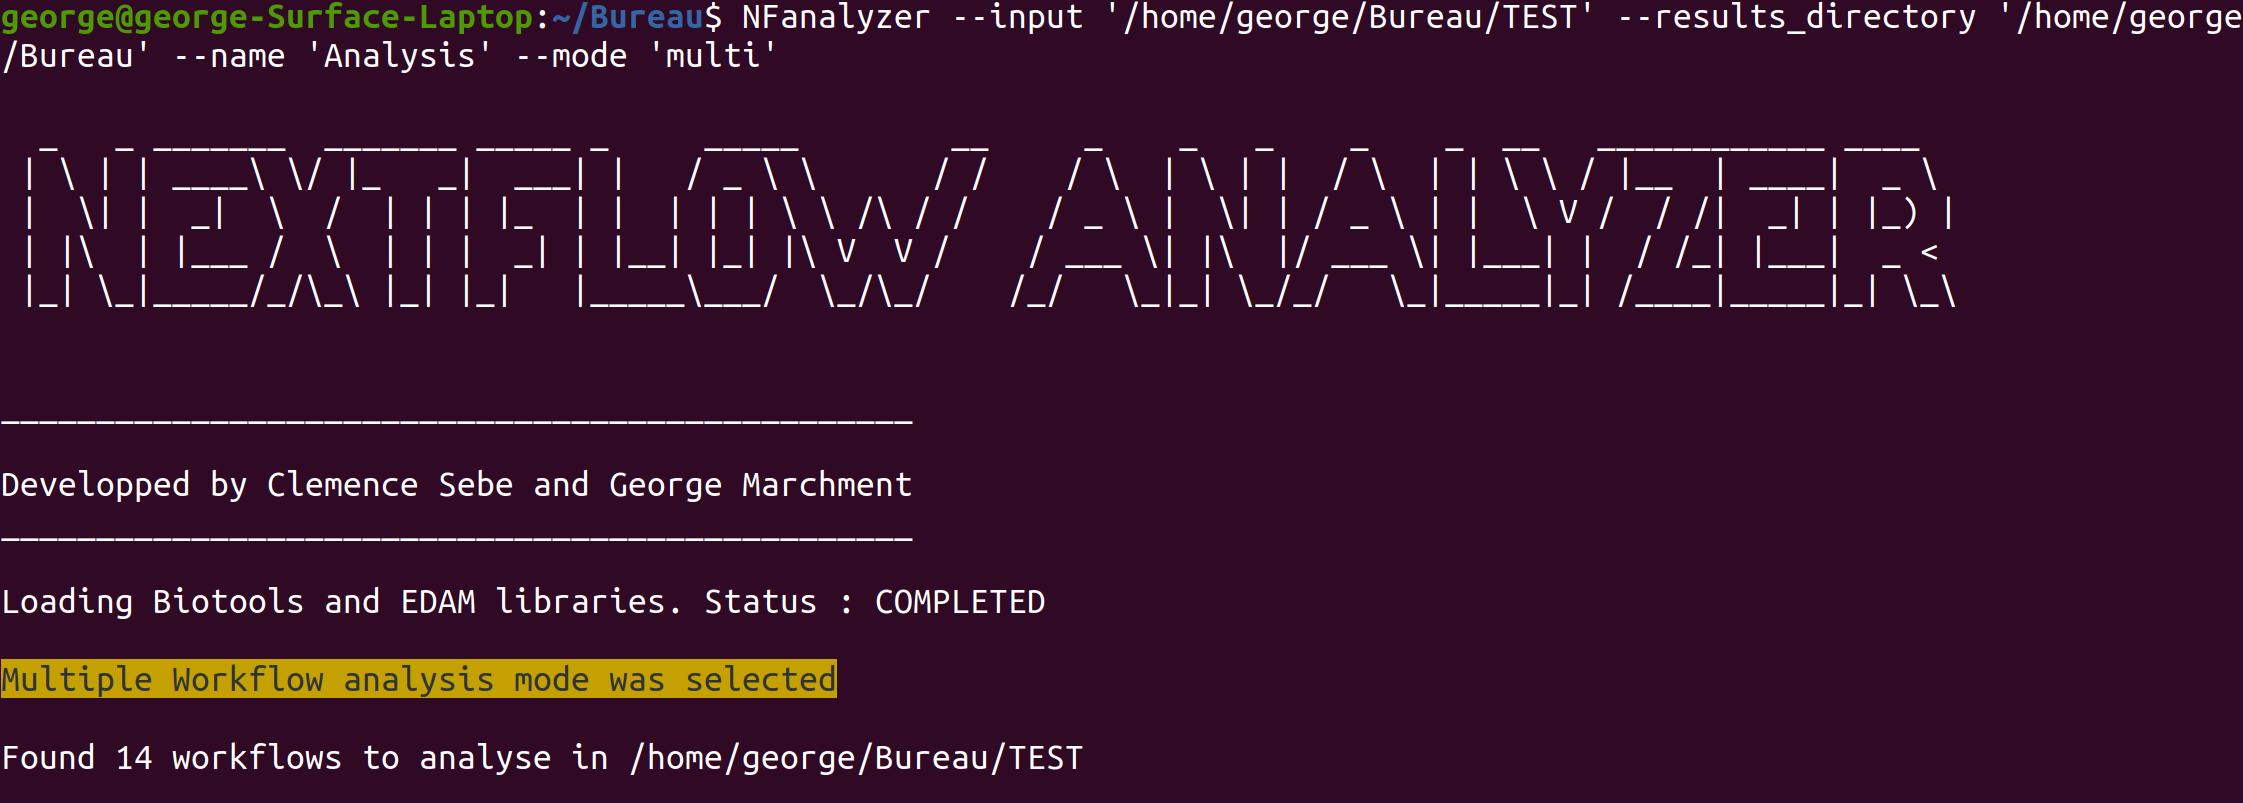 george@george-Surface-Laptop:~/Bureau$ NFanalyzer --input '/home/george/Bureau/TEST' --results_directory '/home/george
/Bureau' --name 'Analysis' --mode 'multi'
NEXTFLOW ANALYZER
Developped by Clemence Sebe and George Marchment
Loading Biotools and EDAM libraries. Status : COMPLETED
Multiple Workflow analysis mode was selected
Found 14 workflows to analyse in /home/george/Bureau/TEST